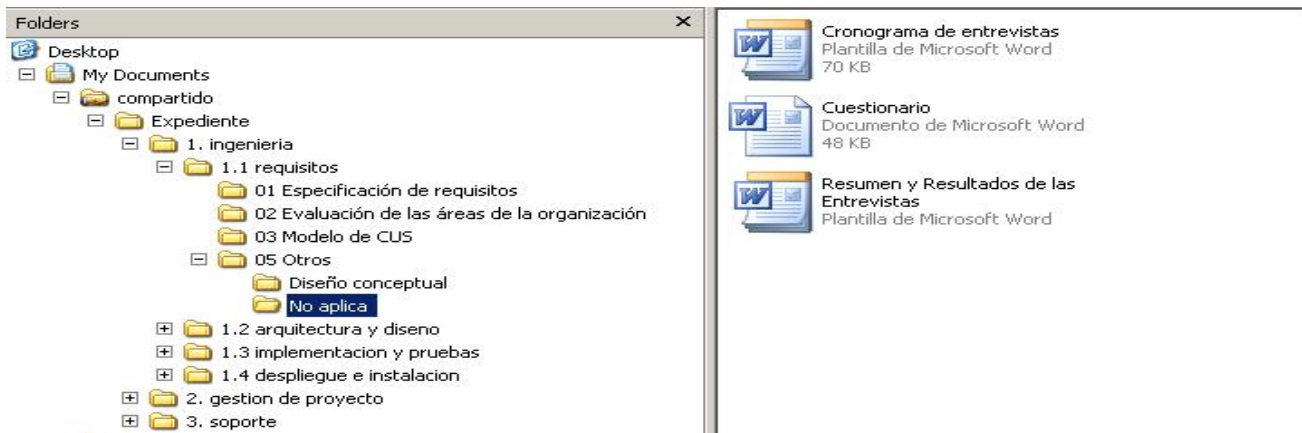 Folders
Desktop
My Documents
compartido
Expediente
1. ingenieria
1.1 requisitos
01 Especificación de requisitos
02 Evaluación de las áreas de la organización
03 Modelo de CUS
05 Otros
Diseño conceptual
No aplica
1.2 arquitectura y diseno
1.3 implementacion y pruebas
1.4 despliegue e instalacion
2. gestion de proyecto
3. soporte
Cronograma de entrevistas
Plantilla de Microsoft Word
70 KB
Cuestionario
Documento de Microsoft Word
48 KB
Resumen y Resultados de las
Entrevistas
Plantilla de Microsoft Word